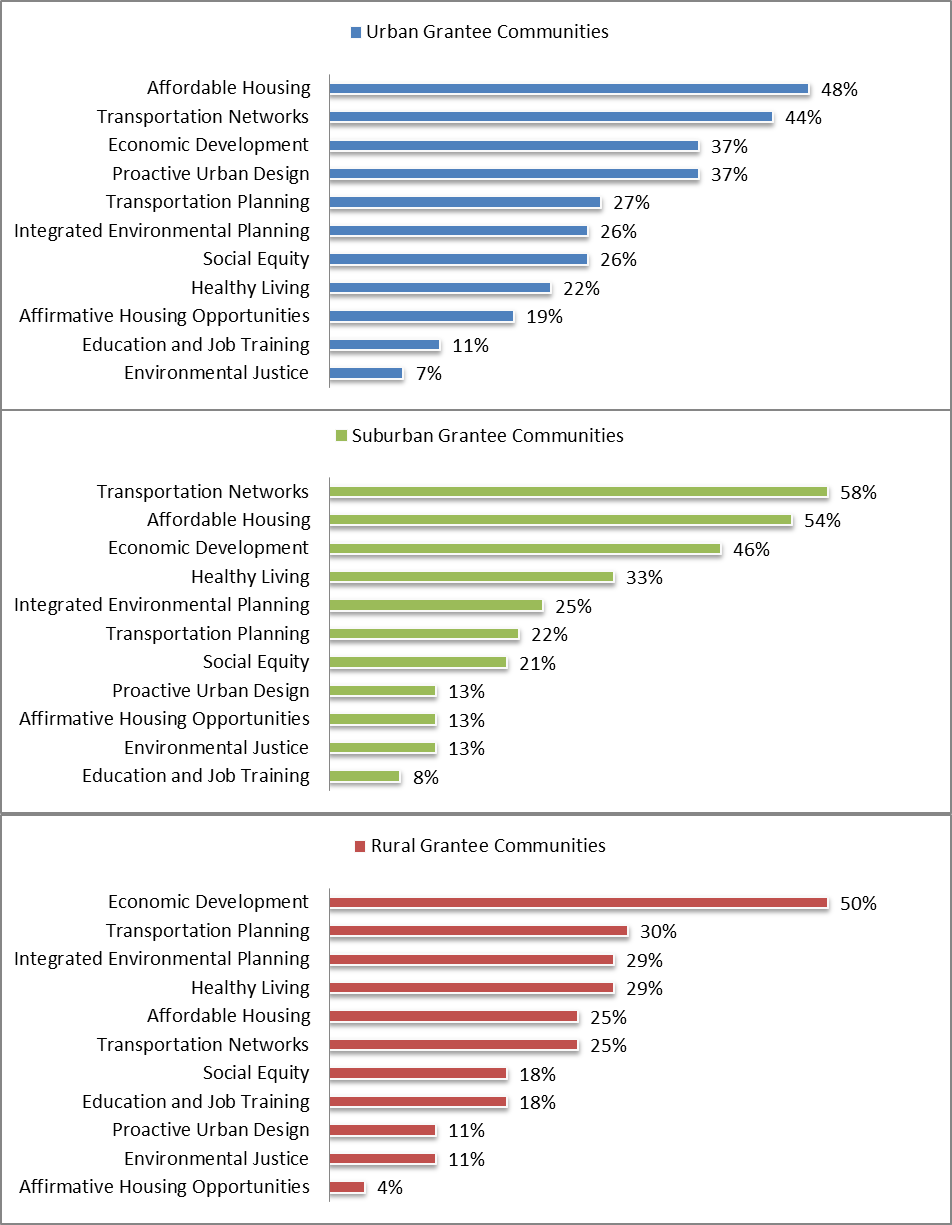 Urban Grantee Communities
Affordable Housing 48%
Transportation Networks 44%
Economic Development 37%
Proactive Urban Design 37%
Transportation Planning 27%
Integrated Environmental Planning 26%
Social Equity 26%
Healthy Living 22%
Affirmative Housing Opportunities 19%
Education and Job Training 11%
Environmental Justice 7%
Suburban Grantee Communities
Transportation Networks 58%
Affordable Housing 54%
Economic Development 46%
Healthy Living 33%
Integrated Environmental Planning 25%
Transportation Planning 22%
Social Equity 21%
Proactive Urban Design 13%
Affirmative Housing Opportunities 13%
Environmental Justice 13%
Education and Job Training 8%
Rural Grantee Communities
Economic Development 50%
Transportation Planning 30%
Integrated Environmental Planning 29%
Healthy Living 29%
Affordable Housing 25%
Transportation Networks 25%
Social Equity 18%
Education and Job Training 18%
Proactive Urban Design 11%
Environmental Justice 11%
Affirmative Housing Opportunities 4%